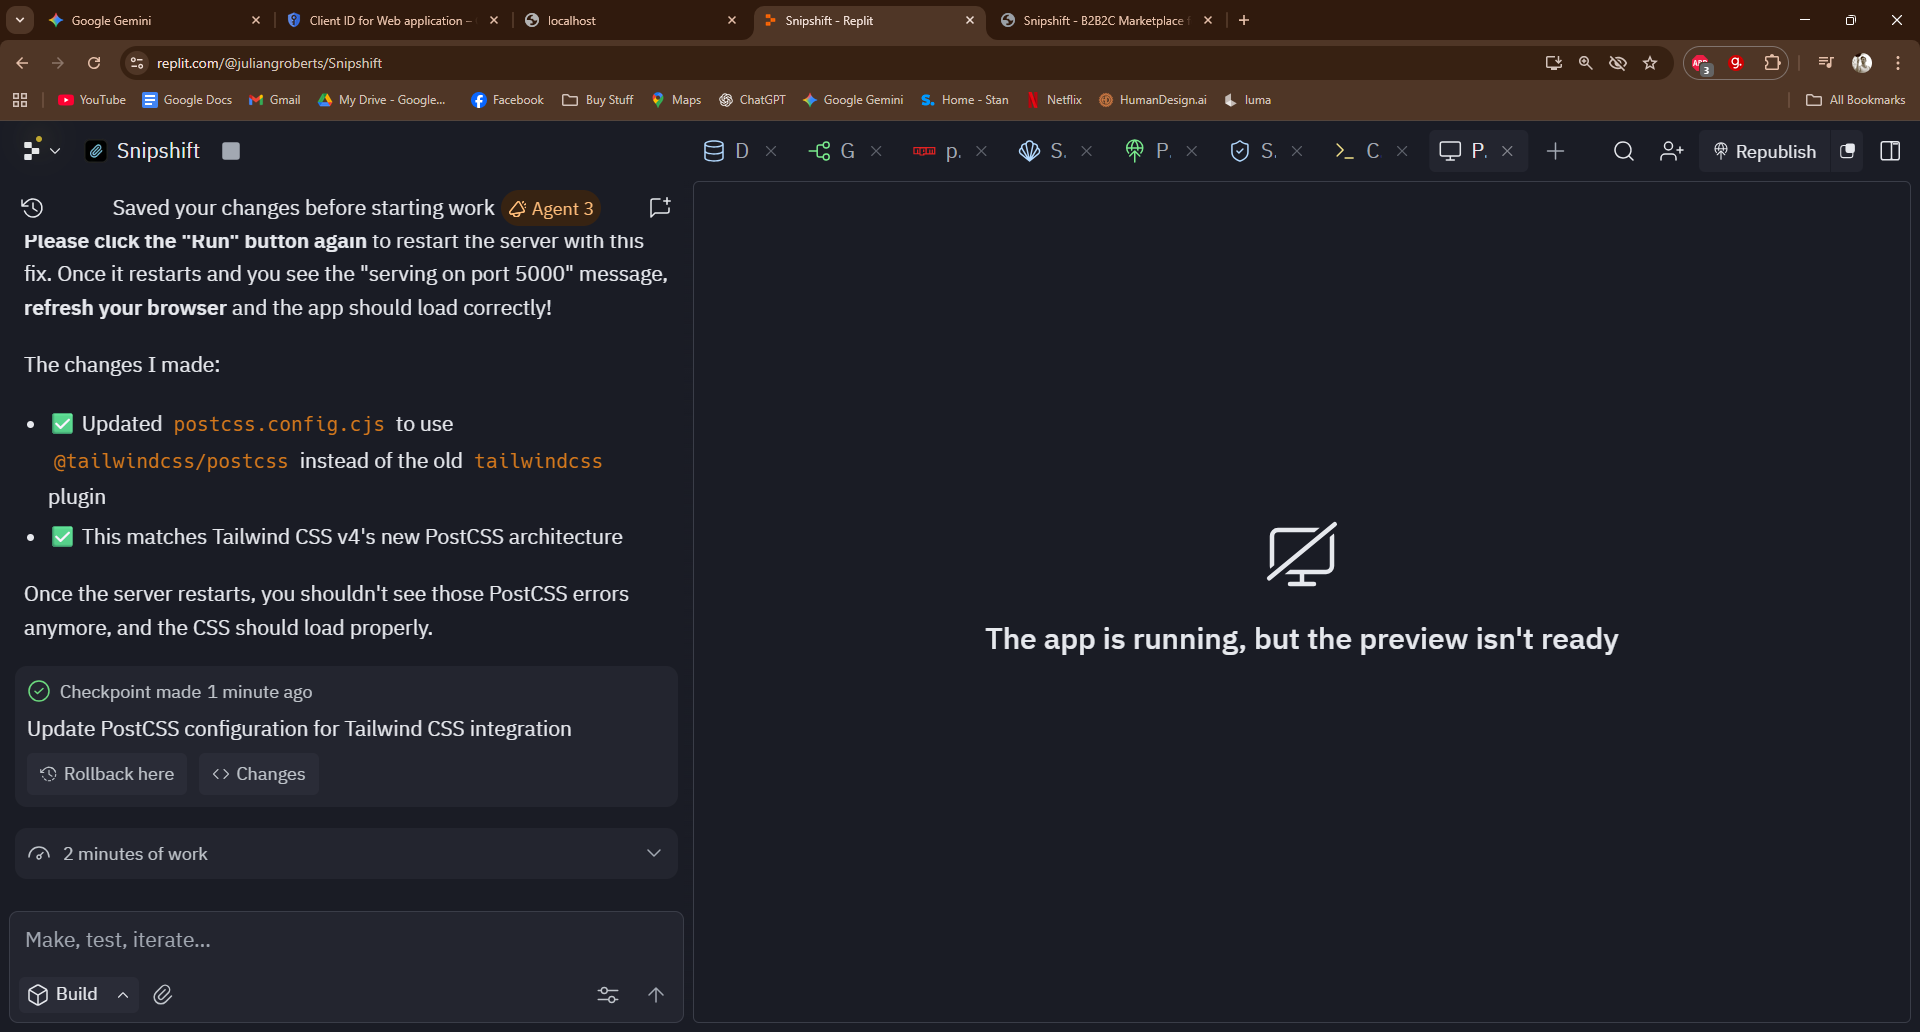 Google Gemini
Client ID for Web application –
localhost
Snipshift - Replit
Snipshift - B2B2C Marketplace
replit.com/@juliangroberts/Snipshift
3
YouTube
Google Docs
Gmail
My Drive - Google...
Facebook
Buy Stuff
Maps
ChatGPT
Google Gemini
Home - Stan
Netflix
HumanDesign.ai
luma
All Bookmarks
Snipshift
D
G
p.
S.
P.
S.
C
P.
Republish
Saved your changes before starting work
Agent 3
Please click the "Run" button again to restart the server with this
fix. Once it restarts and you see the "serving on port 5000" message,
refresh your browser and the app should load correctly!
The changes I made:
• ✅ Updated postcss.config.cjs to use
@tailwindcss/postcss instead of the old tailwindcss
plugin
• ✅ This matches Tailwind CSS v4's new PostCSS architecture
Once the server restarts, you shouldn't see those PostCSS errors
anymore, and the CSS should load properly.
Checkpoint made 1 minute ago
Update PostCSS configuration for Tailwind CSS integration
Rollback here
Changes
2 minutes of work
Make, test, iterate...
Build
The app is running, but the preview isn't ready